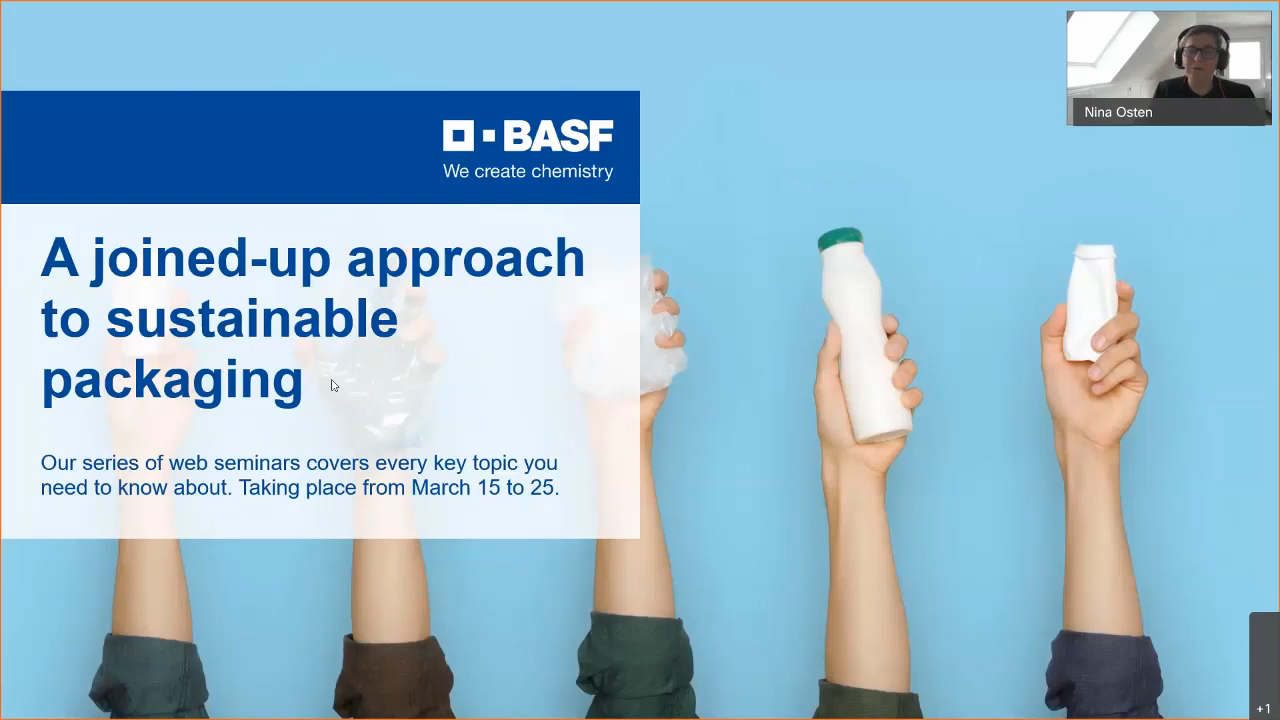 Nina Osten
BASF
We create chemistry
A joined-up approach
to sustainable
packaging
Our series of web seminars covers every key topic you
need to know about. Taking place from March 15 to 25.
+1